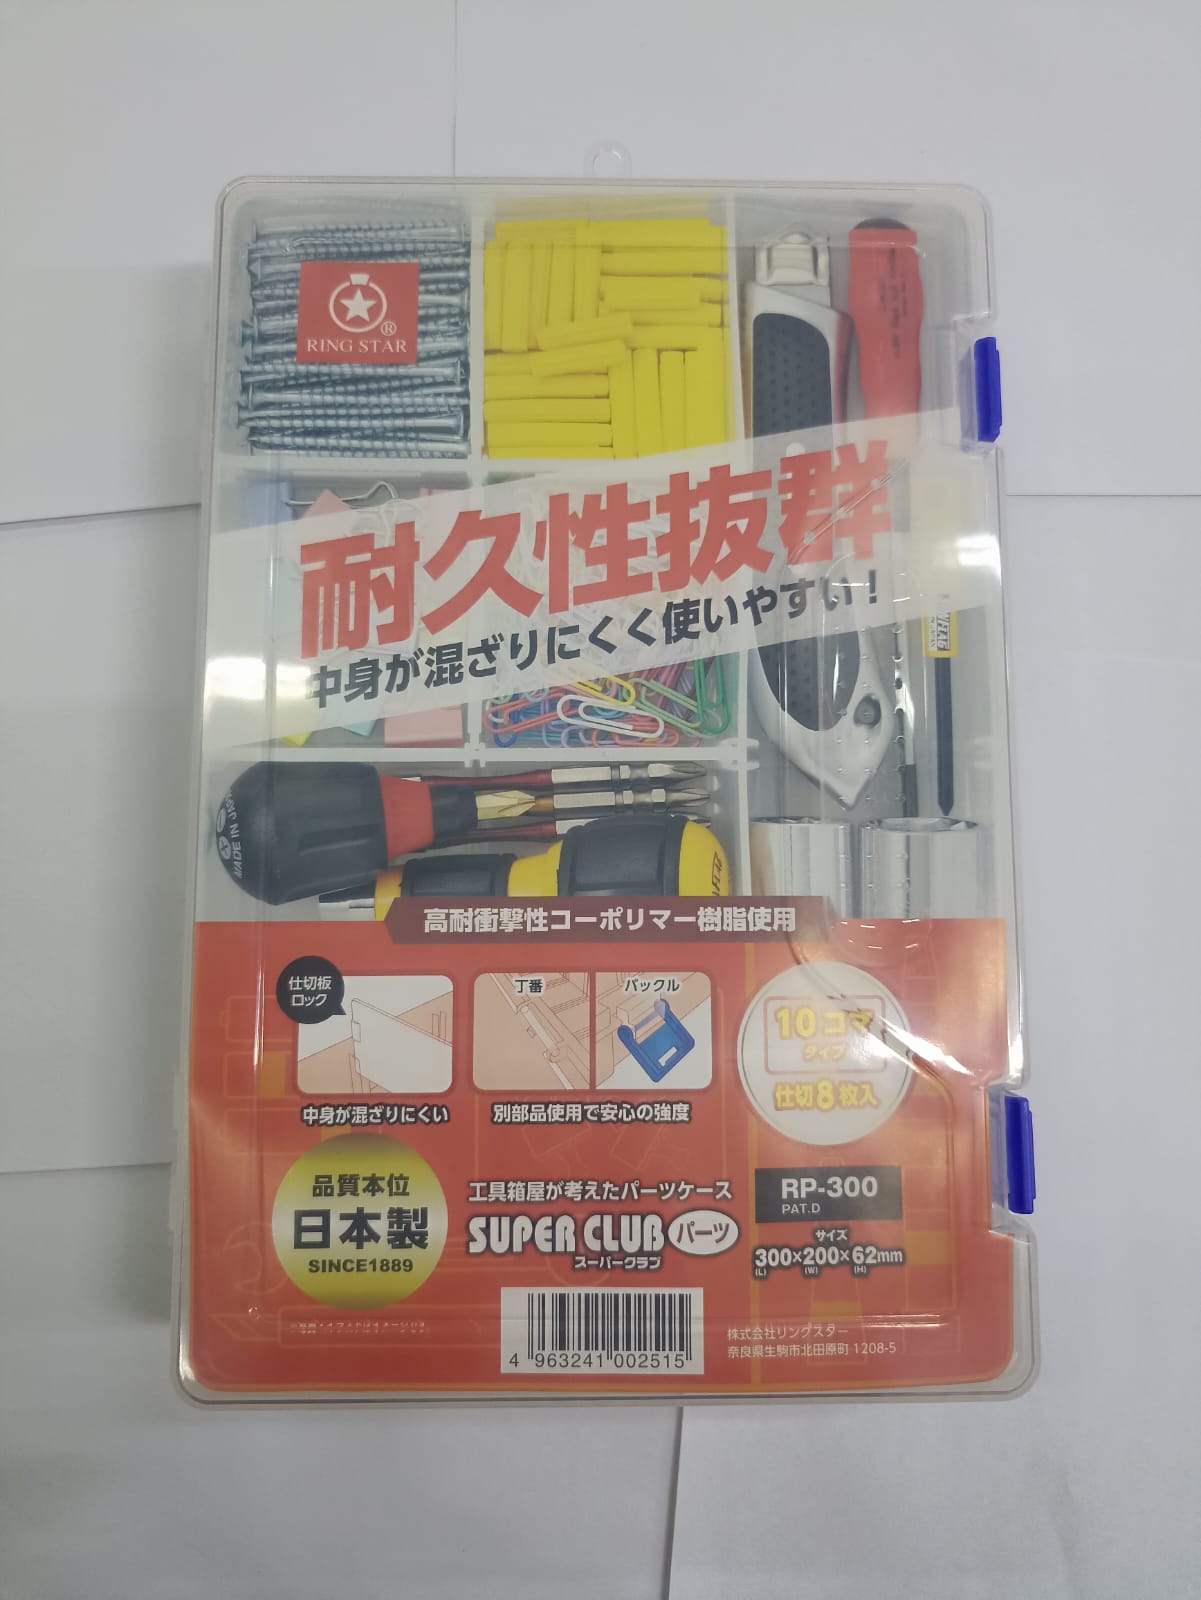 RING STAR
®
耐久性抜群
中身が混ざりにくく使いやすい!
MADE IN JAPAN
高耐衝撃性コーポリマー樹脂使用
仕切板
ロック
丁番
バックル
中身が混ざりにくい
別部品使用で安心の強度
10コマ
タイプ
仕切8枚入
品質本位
日本製
SINCE1889
工具箱屋が考えたパーツケース
SUPER CLUB パーツ
スーパークラブ
RP-300
PAT.D
サイズ
300×200×62mm
(L) (W) (H)
4 963241 002515
株式会社リングスター
奈良県生駒市北田原町 1208-5